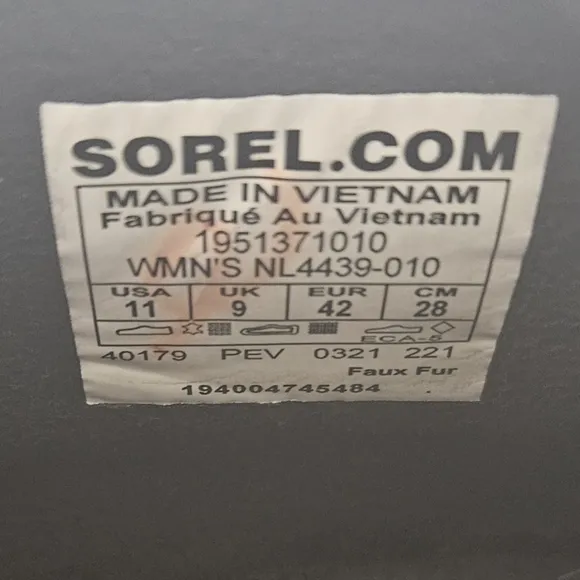 SOREL.COM
MADE IN VIETNAM
Fabriqué Au Vietnam
1951371010
WMN'S NL4439-010
USA UK EUR CM
11 9 42 28
ECA-5
40179 PEV 0321 221
Faux Fur
194004745484